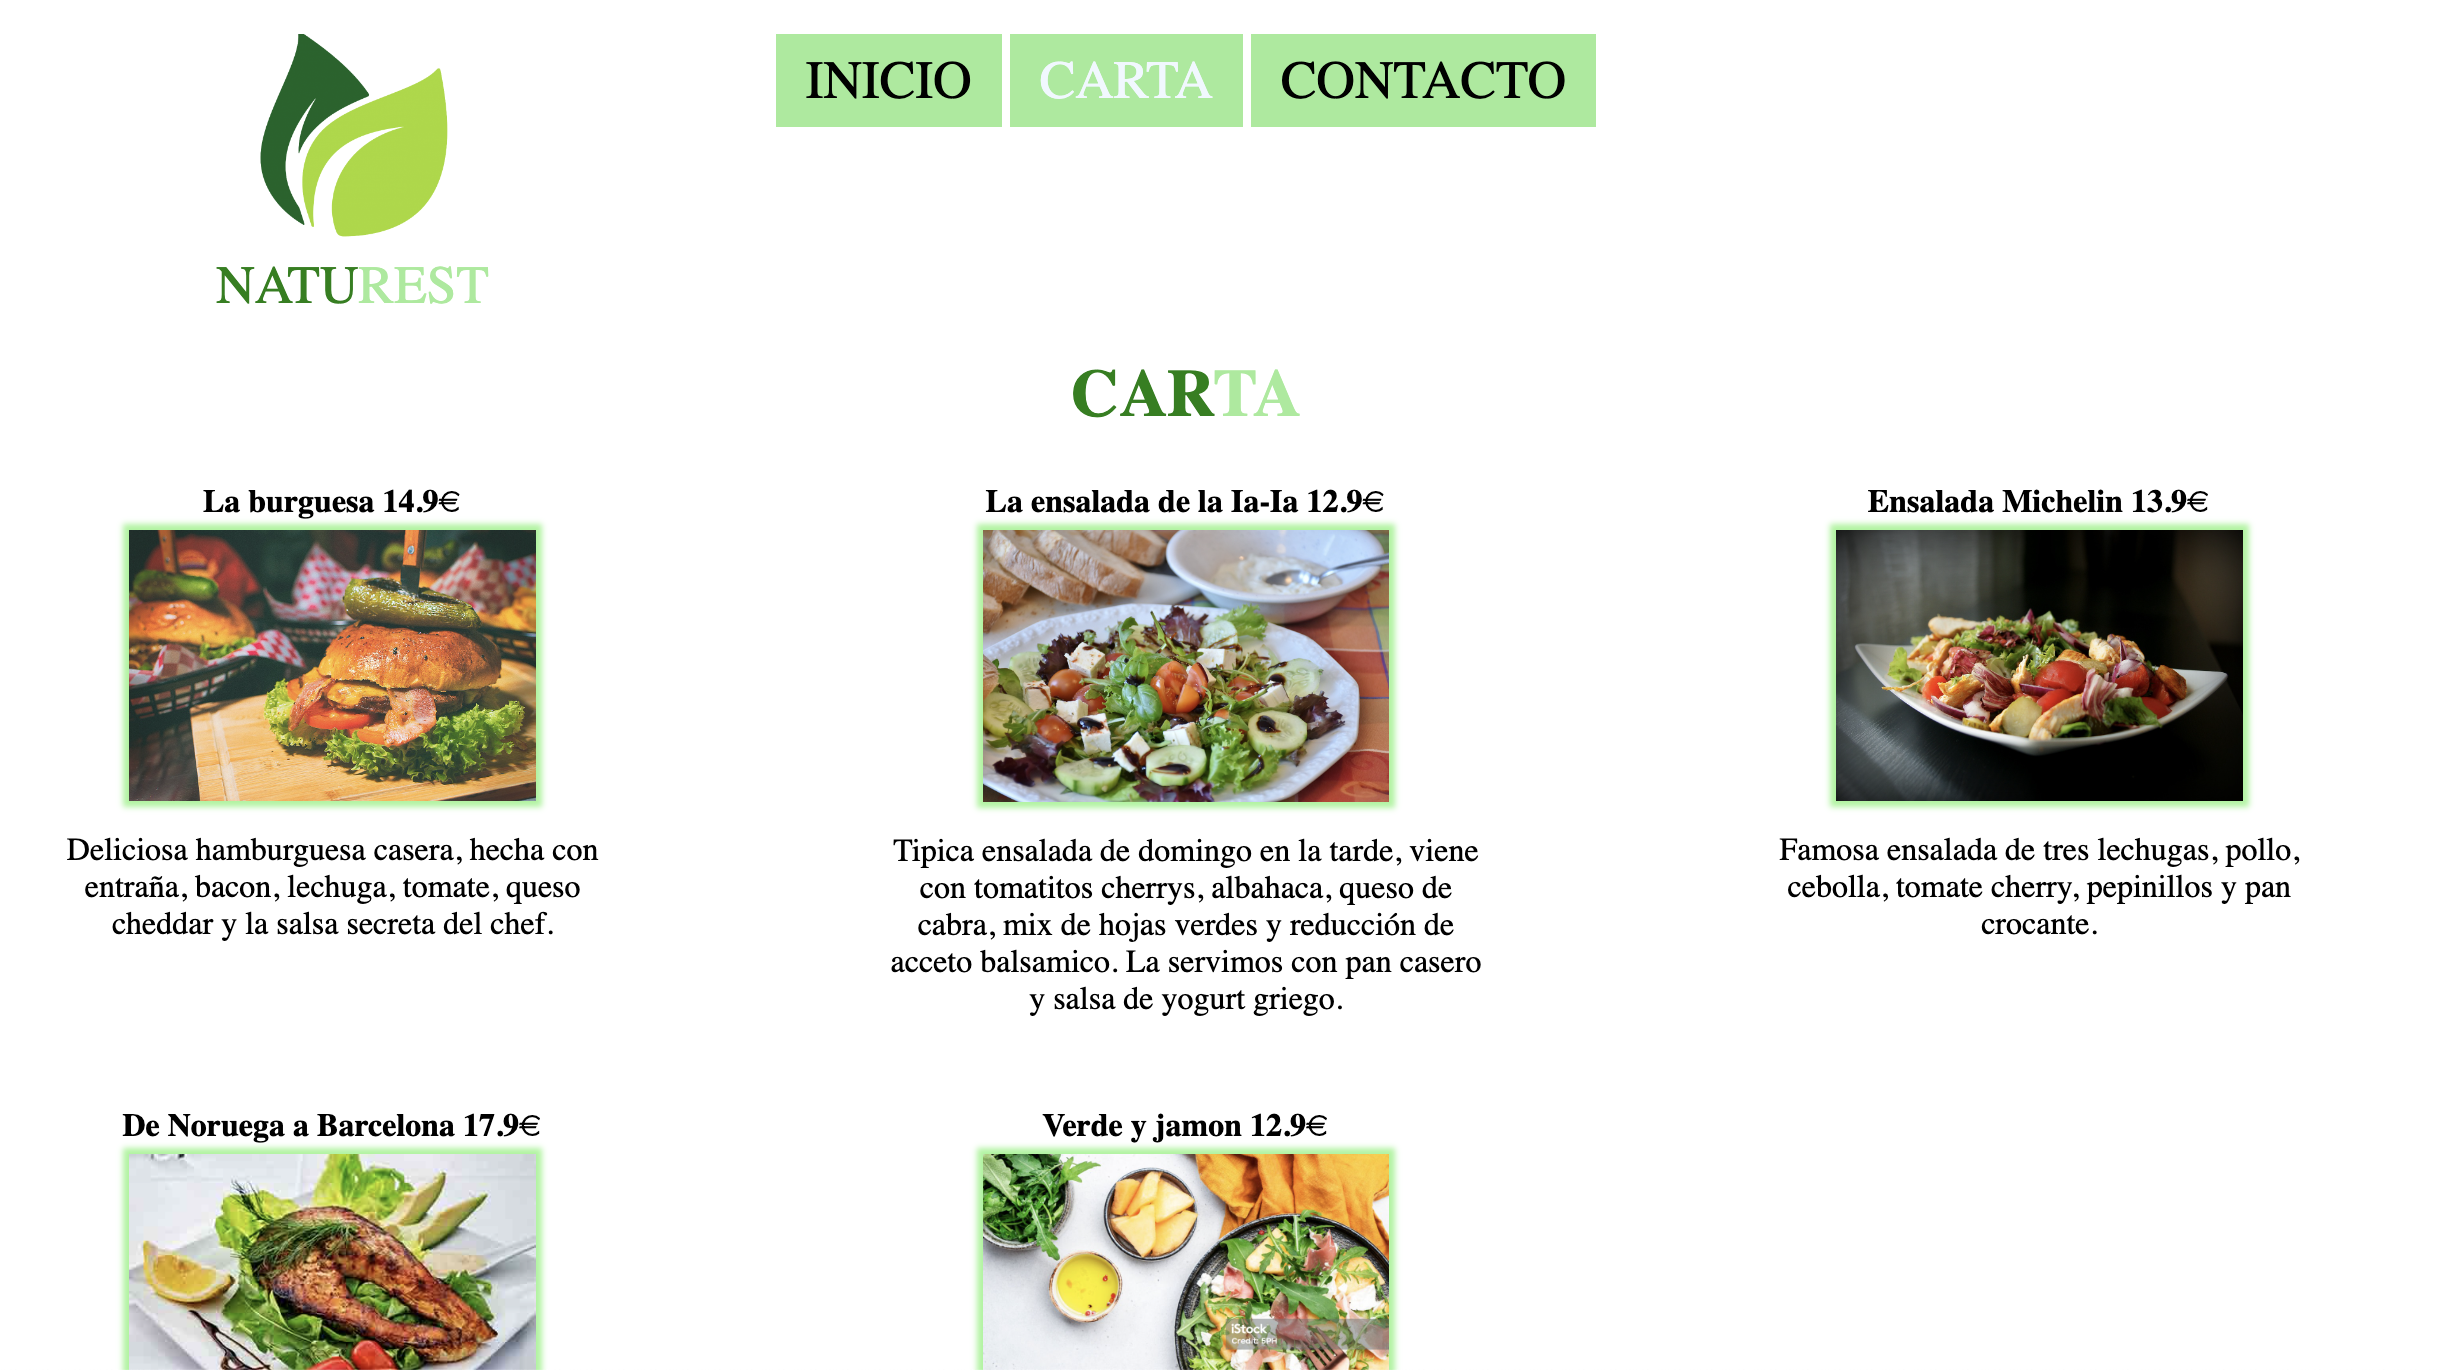 INICIO CARTA CONTACTO
NATUREST
CARTA
La burguesa 14.9€
La ensalada de la Ia-Ia 12.9€
Ensalada Michelin 13.9€
Deliciosa hamburguesa casera, hecha con
entraña, bacon, lechuga, tomate, queso
cheddar y la salsa secreta del chef.
Tipica ensalada de domingo en la tarde, viene
con tomatitos cherrys, albahaca, queso de
cabra, mix de hojas verdes y reducción de
acceto balsamico. La servimos con pan casero
y salsa de yogurt griego.
Famosa ensalada de tres lechugas, pollo,
cebolla, tomate cherry, pepinillos y pan
crocante.
De Noruega a Barcelona 17.9€
Verde y jamon 12.9€
iStock
Credit: 5PH